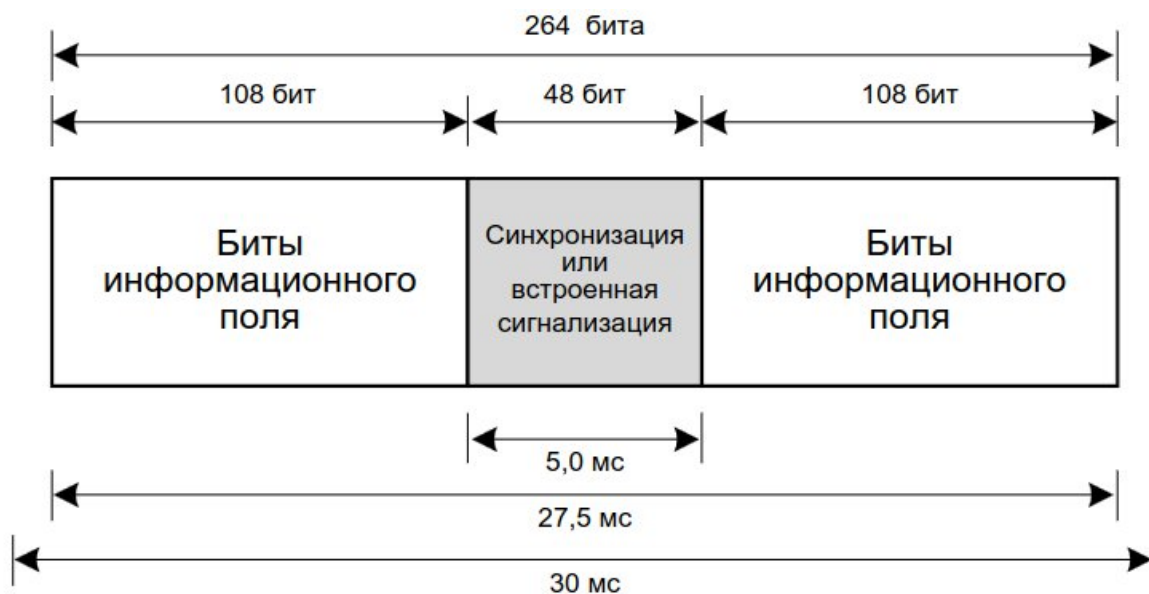 264 бита
108 бит 48 бит 108 бит
Биты
информационного
поля
Синхронизация
или
встроенная
сигнализация
Биты
информационного
поля
5,0 мс
27,5 мс
30 мс